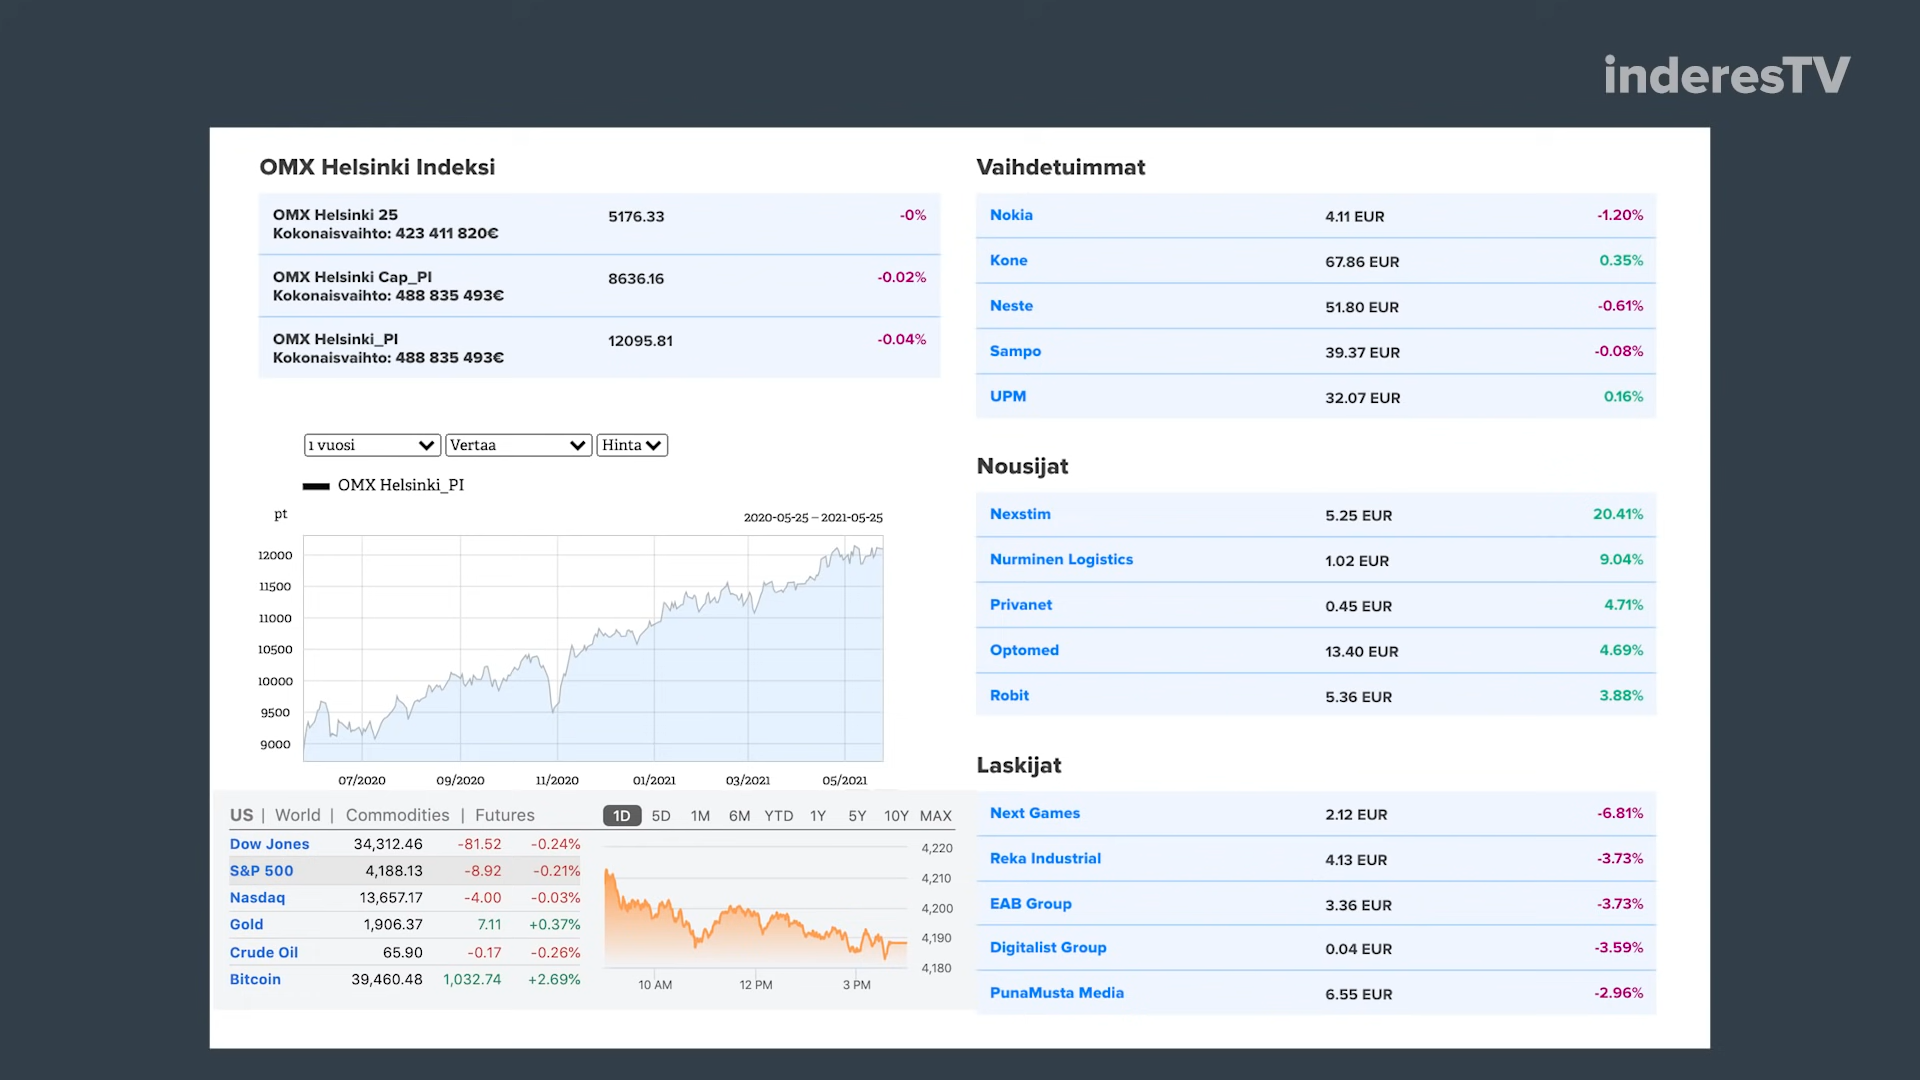 inderesTV
OMX Helsinki Indeksi
OMX Helsinki 25 5176.33 -0%
Kokonaisvaihto: 423 411 820€
OMX Helsinki Cap_PI 8636.16 -0.02%
Kokonaisvaihto: 488 835 493€
OMX Helsinki_PI 12095.81 -0.04%
Kokonaisvaihto: 488 835 493€
1 vuosi Vertaa Hinta
OMX Helsinki_PI
pt 2020-05-25 – 2021-05-25
12000
11500
11000
10500
10000
9500
9000
07/2020 09/2020 11/2020 01/2021 03/2021 05/2021
US | World | Commodities | Futures
Dow Jones 34,312.46 -81.52 -0.24%
S&P 500 4,188.13 -8.92 -0.21%
Nasdaq 13,657.17 -4.00 -0.03%
Gold 1,906.37 7.11 +0.37%
Crude Oil 65.90 -0.17 -0.26%
Bitcoin 39,460.48 1,032.74 +2.69%
1D 5D 1M 6M YTD 1Y 5Y 10Y MAX
4,220
4,210
4,200
4,190
4,180
10 AM 12 PM 3 PM
Vaihdetuimmat
Nokia 4.11 EUR -1.20%
Kone 67.86 EUR 0.35%
Neste 51.80 EUR -0.61%
Sampo 39.37 EUR -0.08%
UPM 32.07 EUR 0.16%
Nousijat
Nexstim 5.25 EUR 20.41%
Nurminen Logistics 1.02 EUR 9.04%
Privanet 0.45 EUR 4.71%
Optomed 13.40 EUR 4.69%
Robit 5.36 EUR 3.88%
Laskijat
Next Games 2.12 EUR -6.81%
Reka Industrial 4.13 EUR -3.73%
EAB Group 3.36 EUR -3.73%
Digitalist Group 0.04 EUR -3.59%
PunaMusta Media 6.55 EUR -2.96%